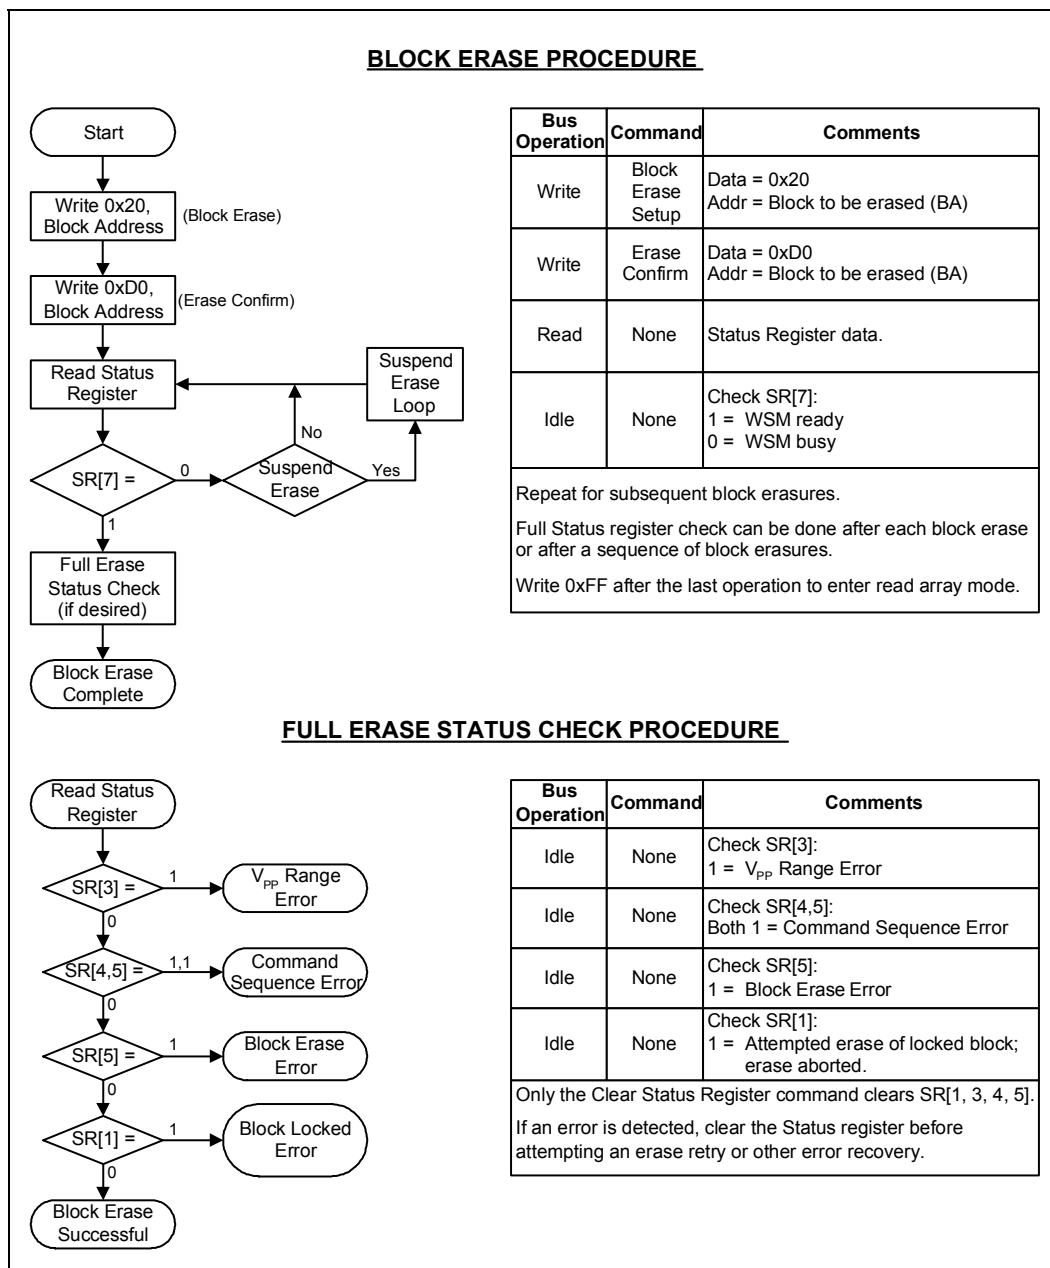 BLOCK ERASE PROCEDURE
Start
Write 0x20,
Block Address
(Block Erase)
Write 0xD0,
Block Address
(Erase Confirm)
Read Status
Register
Suspend
Erase
Loop
No
SR[7] =
0
Suspend
Erase
Yes
1
Full Erase
Status Check
(if desired)
Block Erase
Complete
Bus
Operation
Command
Comments
Write
Block
Erase
Setup
Data = 0x20
Addr = Block to be erased (BA)
Write
Erase
Confirm
Data = 0xD0
Addr = Block to be erased (BA)
Read
None
Status Register data.
Idle
None
Check SR[7]:
1 = WSM ready
0 = WSM busy
Repeat for subsequent block erasures.
Full Status register check can be done after each block erase
or after a sequence of block erasures.
Write 0xFF after the last operation to enter read array mode.
FULL ERASE STATUS CHECK PROCEDURE
Read Status
Register
SR[3] =
1
VPP Range
Error
0
SR[4,5] =
1,1
Command
Sequence Error
0
SR[5] =
1
Block Erase
Error
0
SR[1] =
1
Block Locked
Error
0
Block Erase
Successful
Bus
Operation
Command
Comments
Idle
None
Check SR[3]:
1 = VPP Range Error
Idle
None
Check SR[4,5]:
Both 1 = Command Sequence Error
Idle
None
Check SR[5]:
1 = Block Erase Error
Idle
None
Check SR[1]:
1 = Attempted erase of locked block;
erase aborted.
Only the Clear Status Register command clears SR[1, 3, 4, 5].
If an error is detected, clear the Status register before
attempting an erase retry or other error recovery.